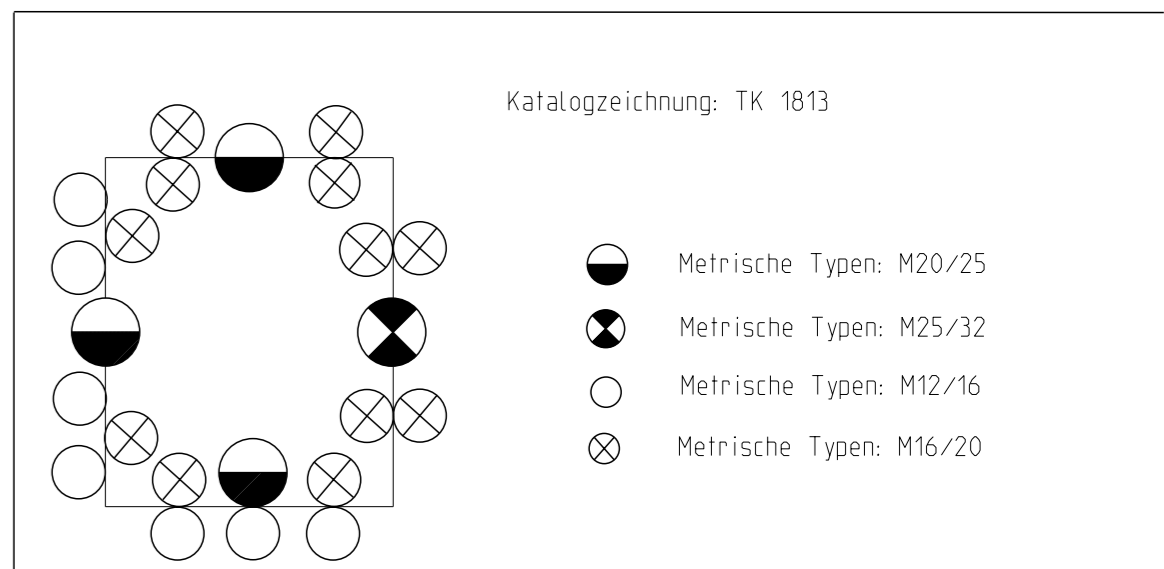 Katalogzeichnung: TK 1813
Metrische Typen: M20/25
Metrische Typen: M25/32
Metrische Typen: M12/16
Metrische Typen: M16/20